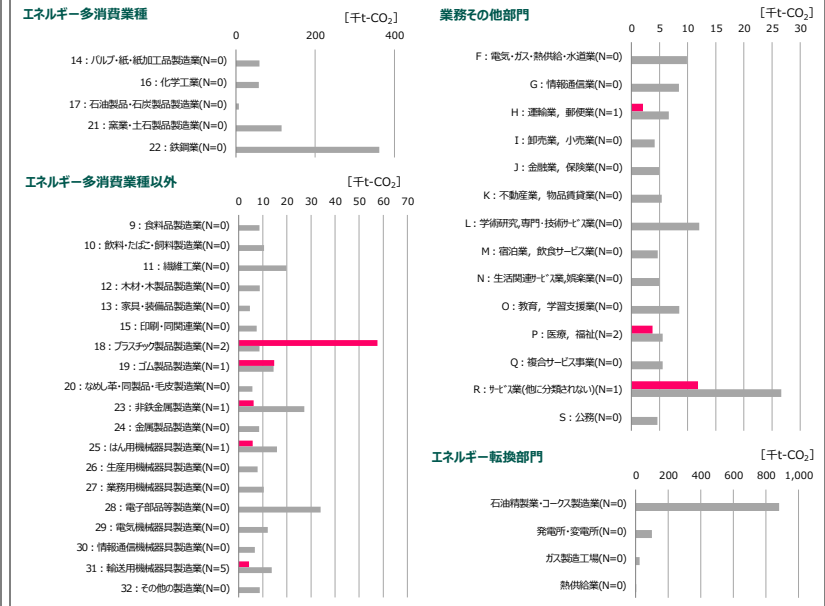 エネルギー多消費業種
[千t-CO₂]
0 200 400
14：パルプ・紙・紙加工品製造業(N=0)
16：化学工業(N=0)
17：石油製品・石炭製品製造業(N=0)
21：窯業・土石製品製造業(N=0)
22：鉄鋼業(N=0)
エネルギー多消費業種以外
[千t-CO₂]
0 10 20 30 40 50 60 70
9：食料品製造業(N=0)
10：飲料・たばこ・飼料製造業(N=0)
11：繊維工業(N=0)
12：木材・木製品製造業(N=0)
13：家具・装備品製造業(N=0)
15：印刷・同関連業(N=0)
18：プラスチック製品製造業(N=2)
19：ゴム製品製造業(N=1)
20：なめし革・同製品・毛皮製造業(N=0)
23：非鉄金属製造業(N=1)
24：金属製品製造業(N=0)
25：はん用機械器具製造業(N=1)
26：生産用機械器具製造業(N=0)
27：業務用機械器具製造業(N=0)
28：電子部品等製造業(N=0)
29：電気機械器具製造業(N=0)
30：情報通信機械器具製造業(N=0)
31：輸送用機械器具製造業(N=5)
32：その他の製造業(N=0)
業務その他部門
[千t-CO₂]
0 5 10 15 20 25 30
F：電気・ガス・熱供給・水道業(N=0)
G：情報通信業(N=0)
H：運輸業，郵便業(N=1)
I：卸売業，小売業(N=0)
J：金融業，保険業(N=0)
K：不動産業，物品賃貸業(N=0)
L：学術研究,専門・技術ｻｰﾋﾞｽ業(N=0)
M：宿泊業，飲食サービス業(N=0)
N：生活関連ｻｰﾋﾞｽ業,娯楽業(N=0)
O：教育，学習支援業(N=0)
P：医療，福祉(N=2)
Q：複合サービス事業(N=0)
R：ｻｰﾋﾞｽ業(他に分類されない)(N=1)
S：公務(N=0)
エネルギー転換部門
[千t-CO₂]
0 200 400 600 800 1,000
石油精製業・コークス製造業(N=0)
発電所・変電所(N=0)
ガス製造工場(N=0)
熱供給業(N=0)